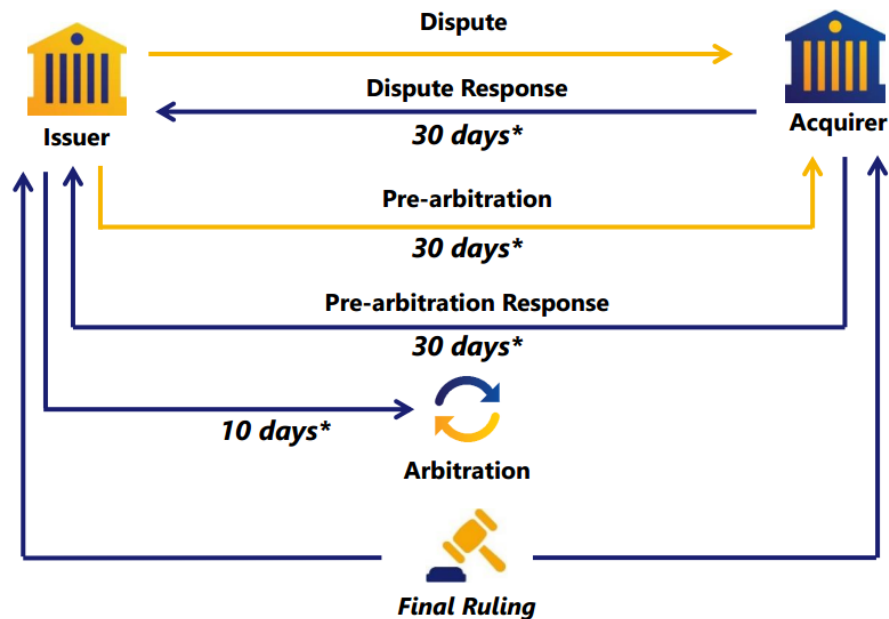 Dispute
Dispute Response
30 days*
Issuer
Acquirer
Pre-arbitration
30 days*
Pre-arbitration Response
30 days*
10 days*
Arbitration
Final Ruling